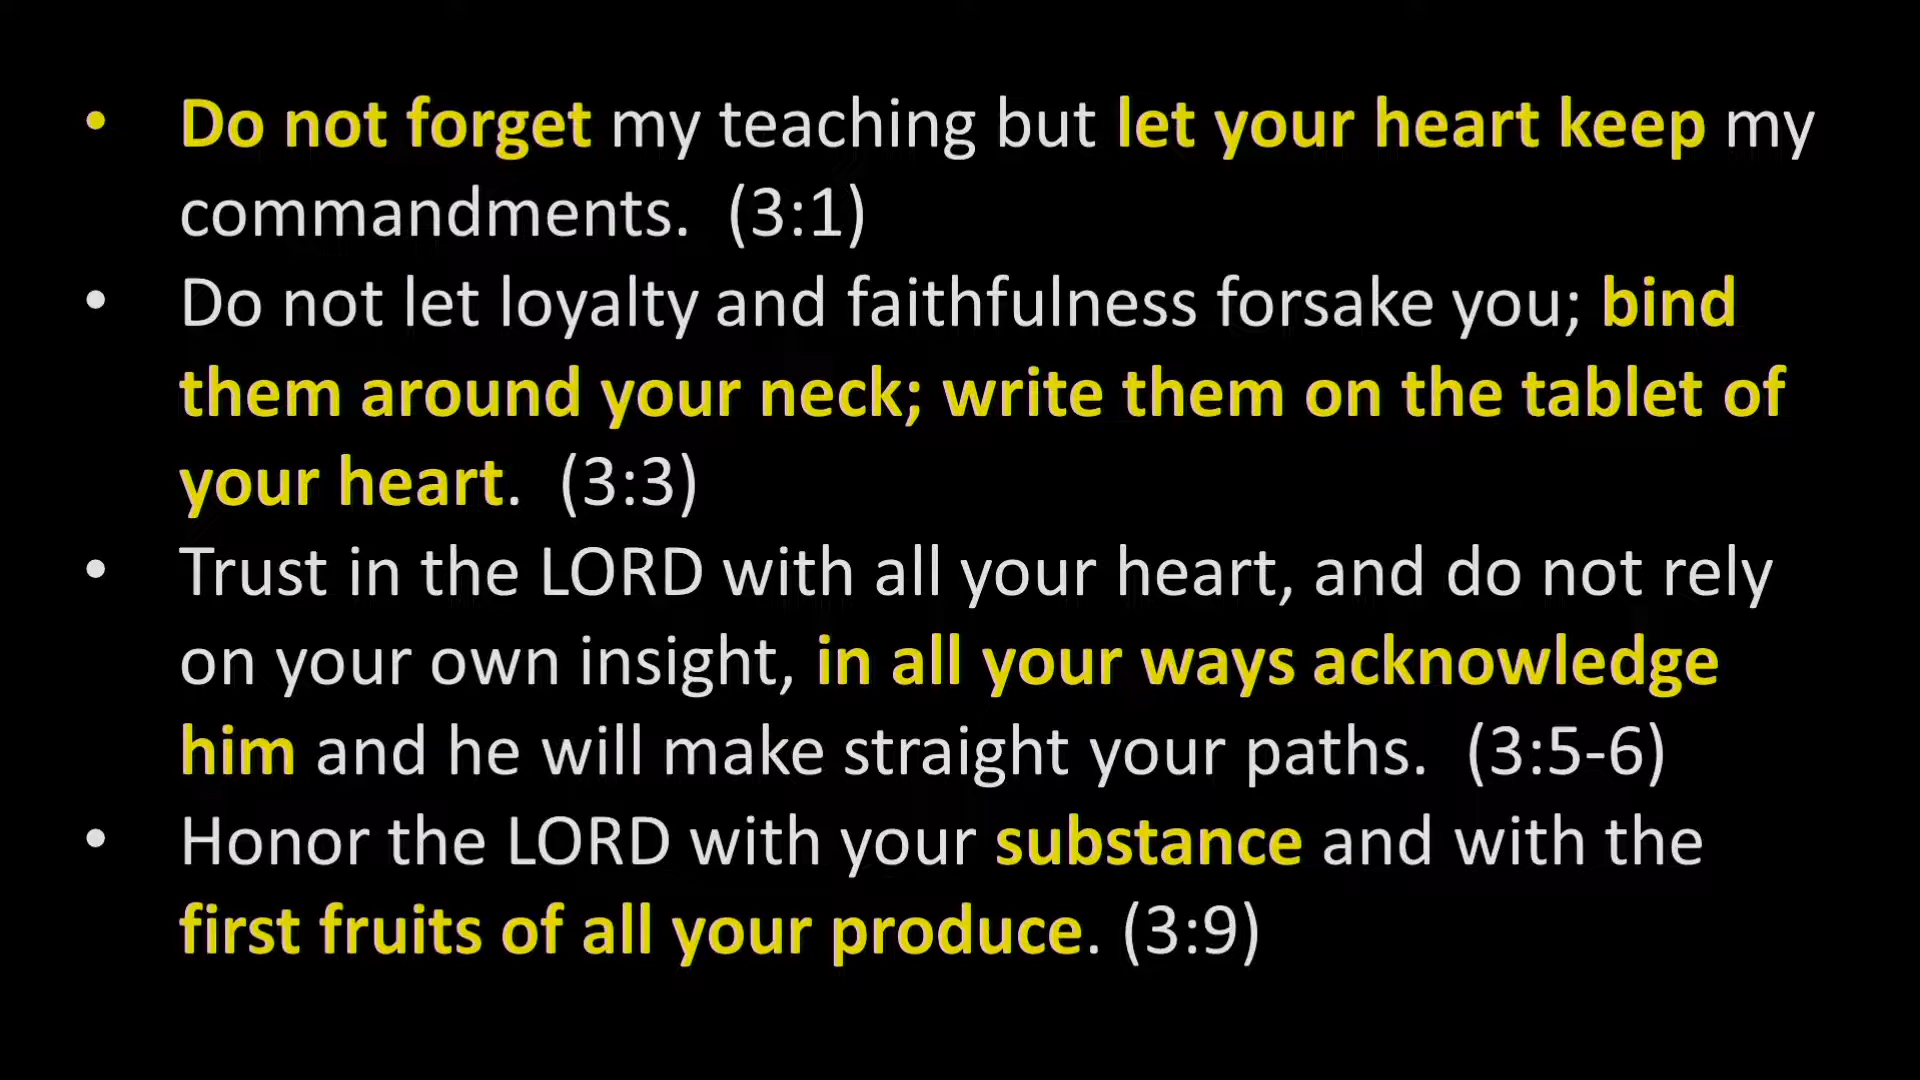 • Do not forget my teaching but let your heart keep my
commandments.  (3:1)
• Do not let loyalty and faithfulness forsake you; bind
them around your neck; write them on the tablet of
your heart.  (3:3)
• Trust in the LORD with all your heart, and do not rely
on your own insight, in all your ways acknowledge
him and he will make straight your paths.  (3:5-6)
• Honor the LORD with your substance and with the
first fruits of all your produce. (3:9)